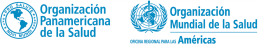 Organización
Panamericana
de la Salud
Organización
Mundial de la Salud
OFICINA REGIONAL PARA LAS Américas